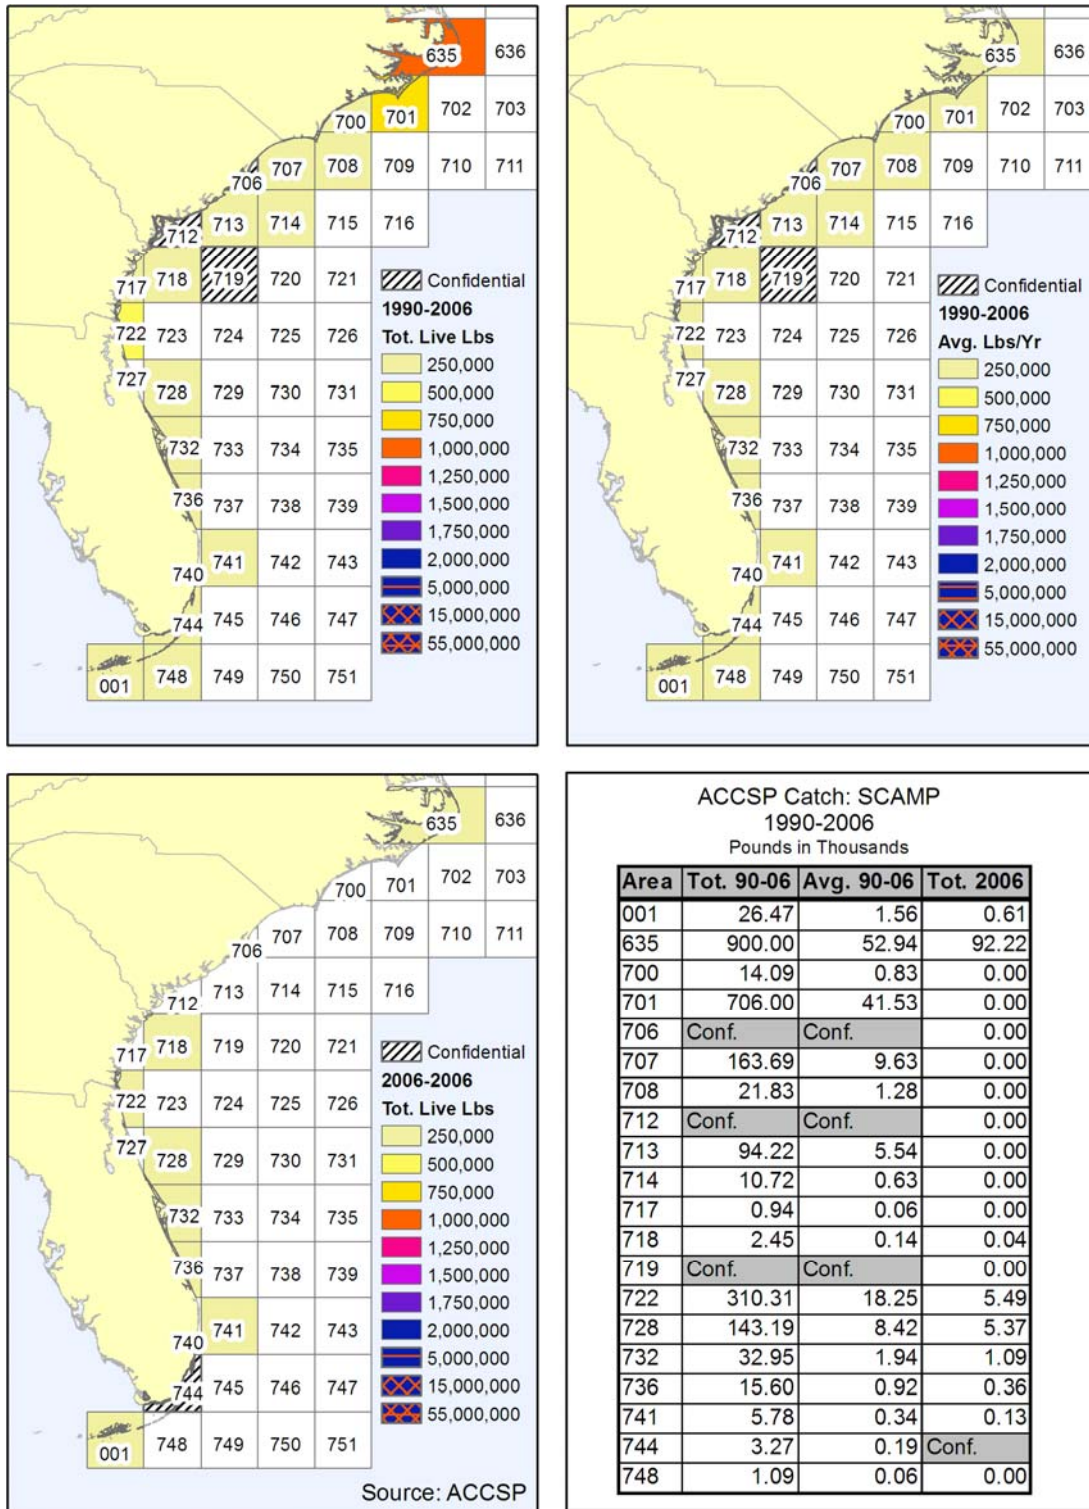 635 636
700 701 702 703
706 707 708 709 710 711
712 713 714 715 716
717 718 719 720 721
722 723 724 725 726
727 728 729 730 731
732 733 734 735
736 737 738 739
740 741 742 743
744 745 746 747
001 748 749 750 751
Confidential
1990-2006
Tot. Live Lbs
250,000
500,000
750,000
1,000,000
1,250,000
1,500,000
1,750,000
2,000,000
5,000,000
15,000,000
55,000,000
635 636
700 701 702 703
706 707 708 709 710 711
712 713 714 715 716
717 718 719 720 721
722 723 724 725 726
727 728 729 730 731
732 733 734 735
736 737 738 739
740 741 742 743
744 745 746 747
001 748 749 750 751
Confidential
1990-2006
Avg. Lbs/Yr
250,000
500,000
750,000
1,000,000
1,250,000
1,500,000
1,750,000
2,000,000
5,000,000
15,000,000
55,000,000
635 636
700 701 702 703
706 707 708 709 710 711
712 713 714 715 716
717 718 719 720 721
722 723 724 725 726
727 728 729 730 731
732 733 734 735
736 737 738 739
740 741 742 743
744 745 746 747
001 748 749 750 751
Confidential
2006-2006
Tot. Live Lbs
250,000
500,000
750,000
1,000,000
1,250,000
1,500,000
1,750,000
2,000,000
5,000,000
15,000,000
55,000,000
Source: ACCSP
ACCSP Catch: SCAMP
1990-2006
Pounds in Thousands
Area Tot. 90-06 Avg. 90-06 Tot. 2006
001 26.47 1.56 0.61
635 900.00 52.94 92.22
700 14.09 0.83 0.00
701 706.00 41.53 0.00
706 Conf. Conf. 0.00
707 163.69 9.63 0.00
708 21.83 1.28 0.00
712 Conf. Conf. 0.00
713 94.22 5.54 0.00
714 10.72 0.63 0.00
717 0.94 0.06 0.00
718 2.45 0.14 0.04
719 Conf. Conf. 0.00
722 310.31 18.25 5.49
728 143.19 8.42 5.37
732 32.95 1.94 1.09
736 15.60 0.92 0.36
741 5.78 0.34 0.13
744 3.27 0.19 Conf.
748 1.09 0.06 0.00